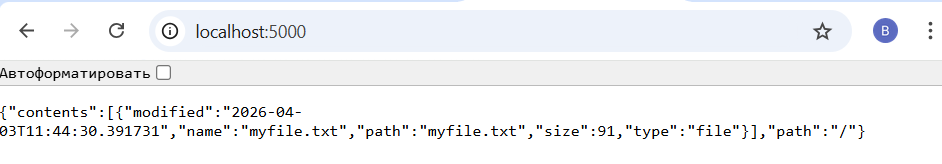 localhost:5000
B
Автоформатировать
{"contents":[{"modified":"2026-04-
03T11:44:30.391731","name":"myfile.txt","path":"myfile.txt","size":91,"type":"file"}],"path":"/"}